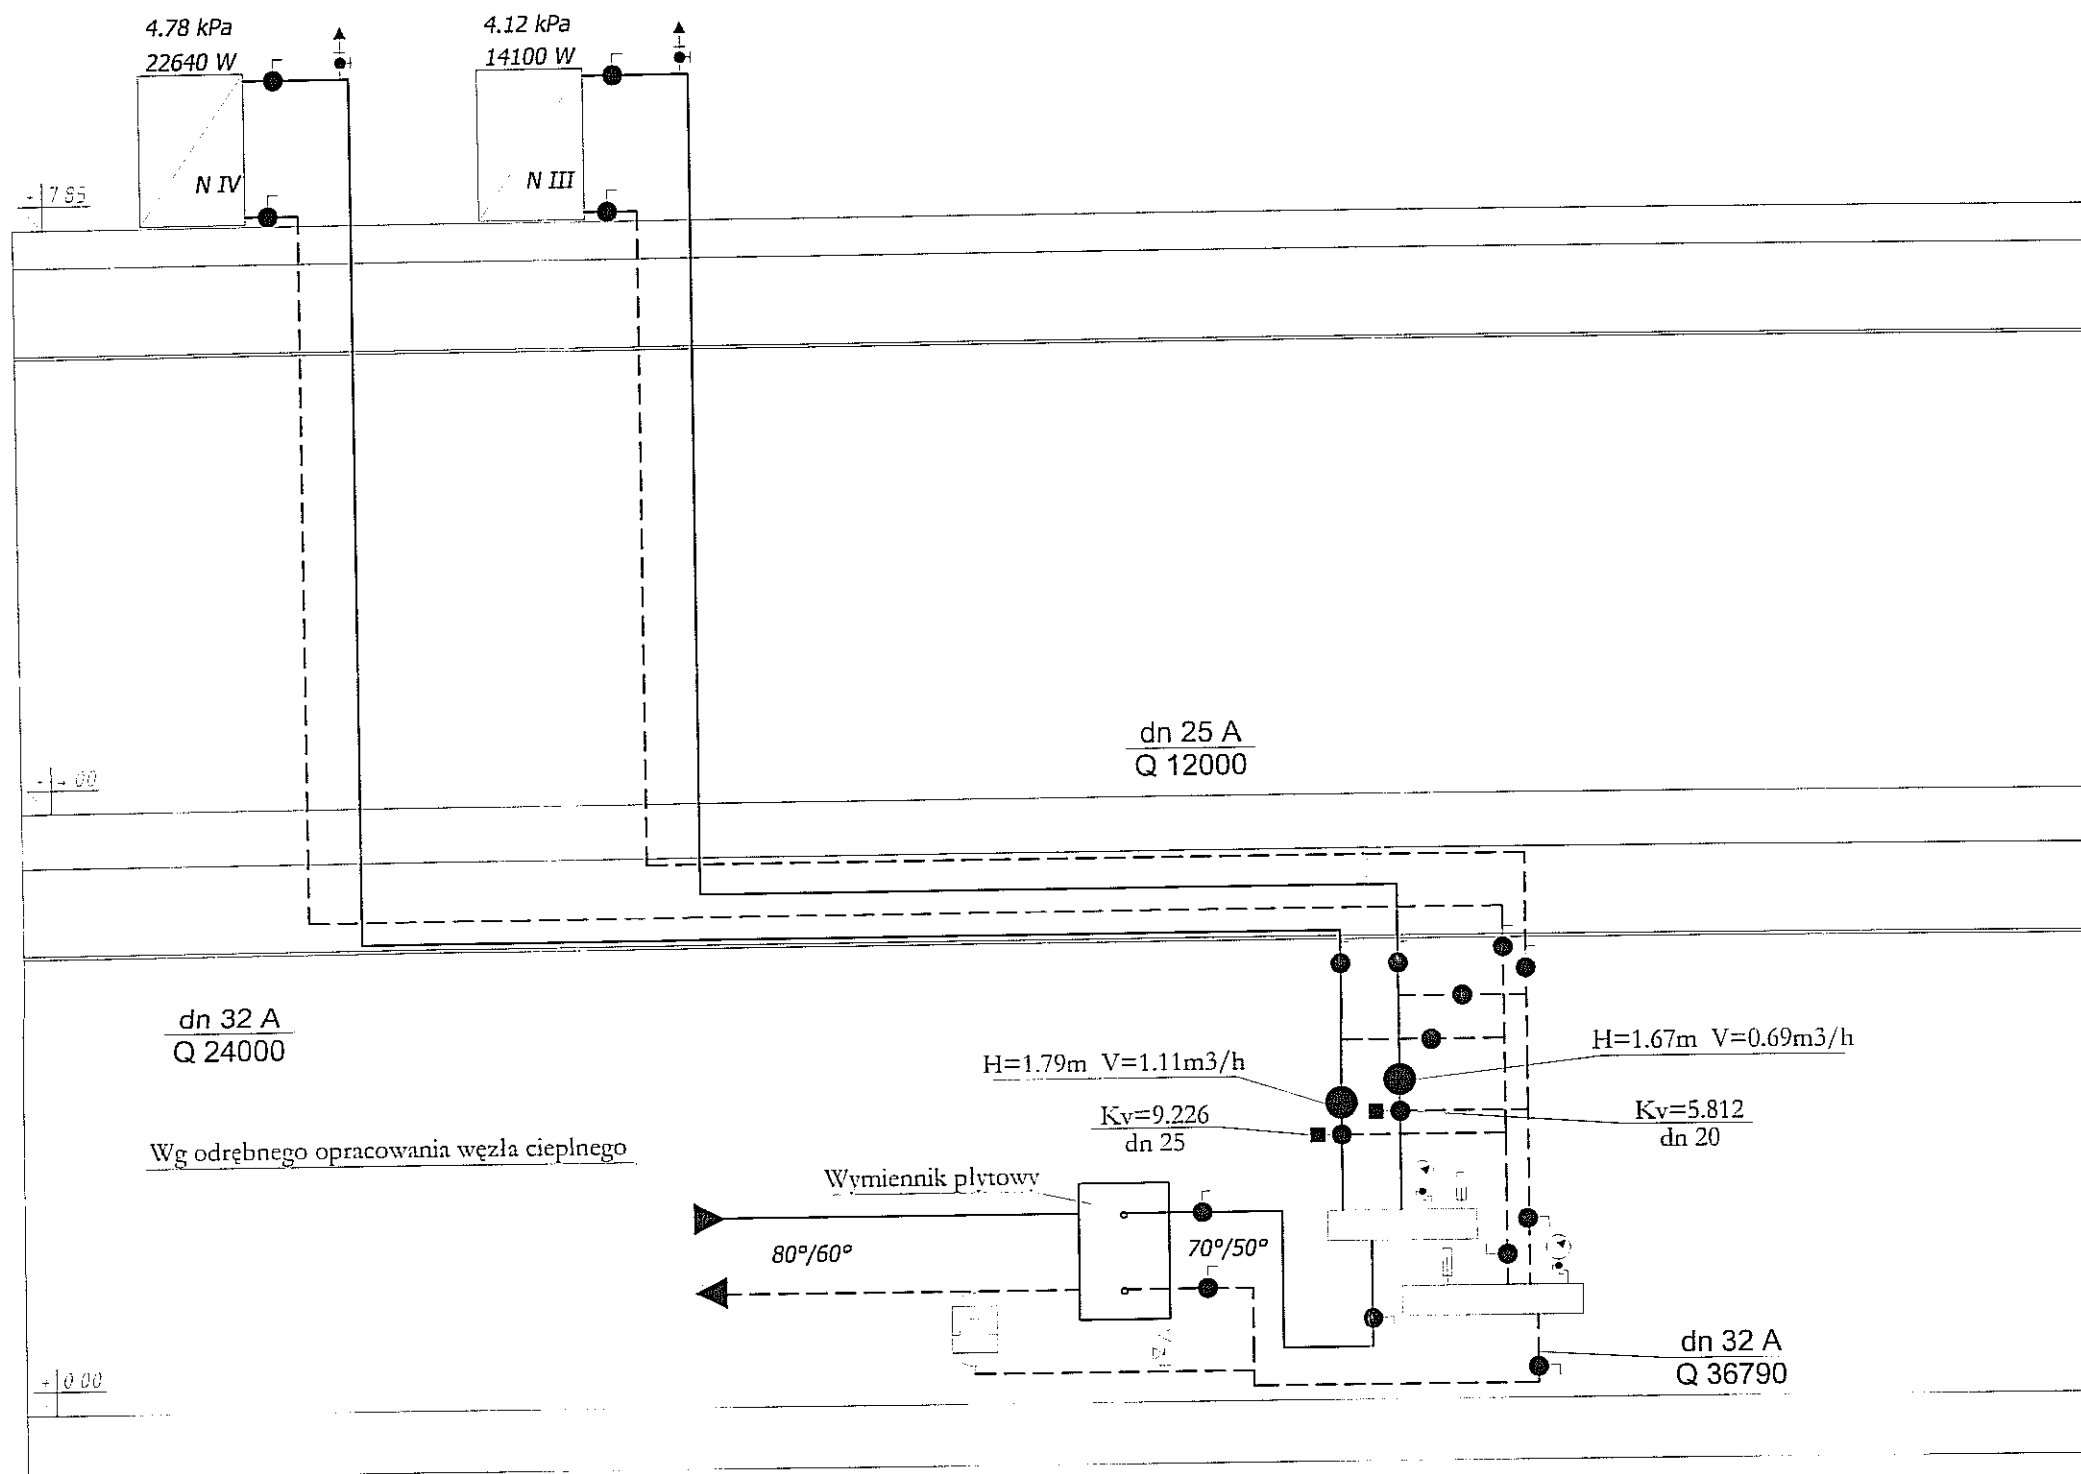 4.78 kPa
22640 W
4.12 kPa
14100 W
N IV
N III
+ 7 85
dn 25 A
Q 12000
dn 32 A
Q 24000
H=1.79m V=1.11m3/h
H=1.67m V=0.69m3/h
Kv=9.226
dn 25
Kv=5.812
dn 20
Wg odrębnego opracowania węzła cieplnego
Wymiennik płytowy
80°/60°
70°/50°
dn 32 A
Q 36790
+ 0 00